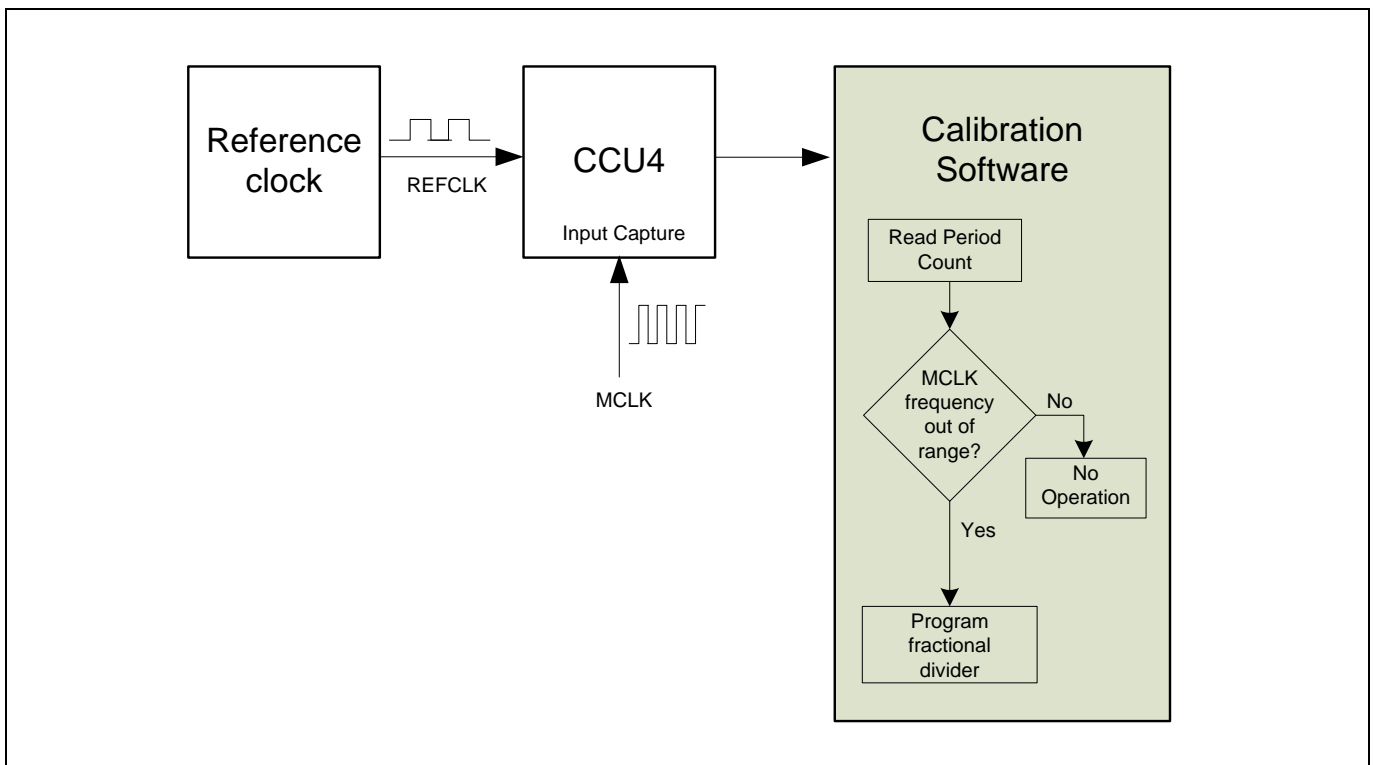 Reference
clock
REFCLK
CCU4
Input Capture
MCLK
Calibration
Software
Read Period
Count
MCLK
frequency
out of
range?
No
No
Operation
Yes
Program
fractional
divider